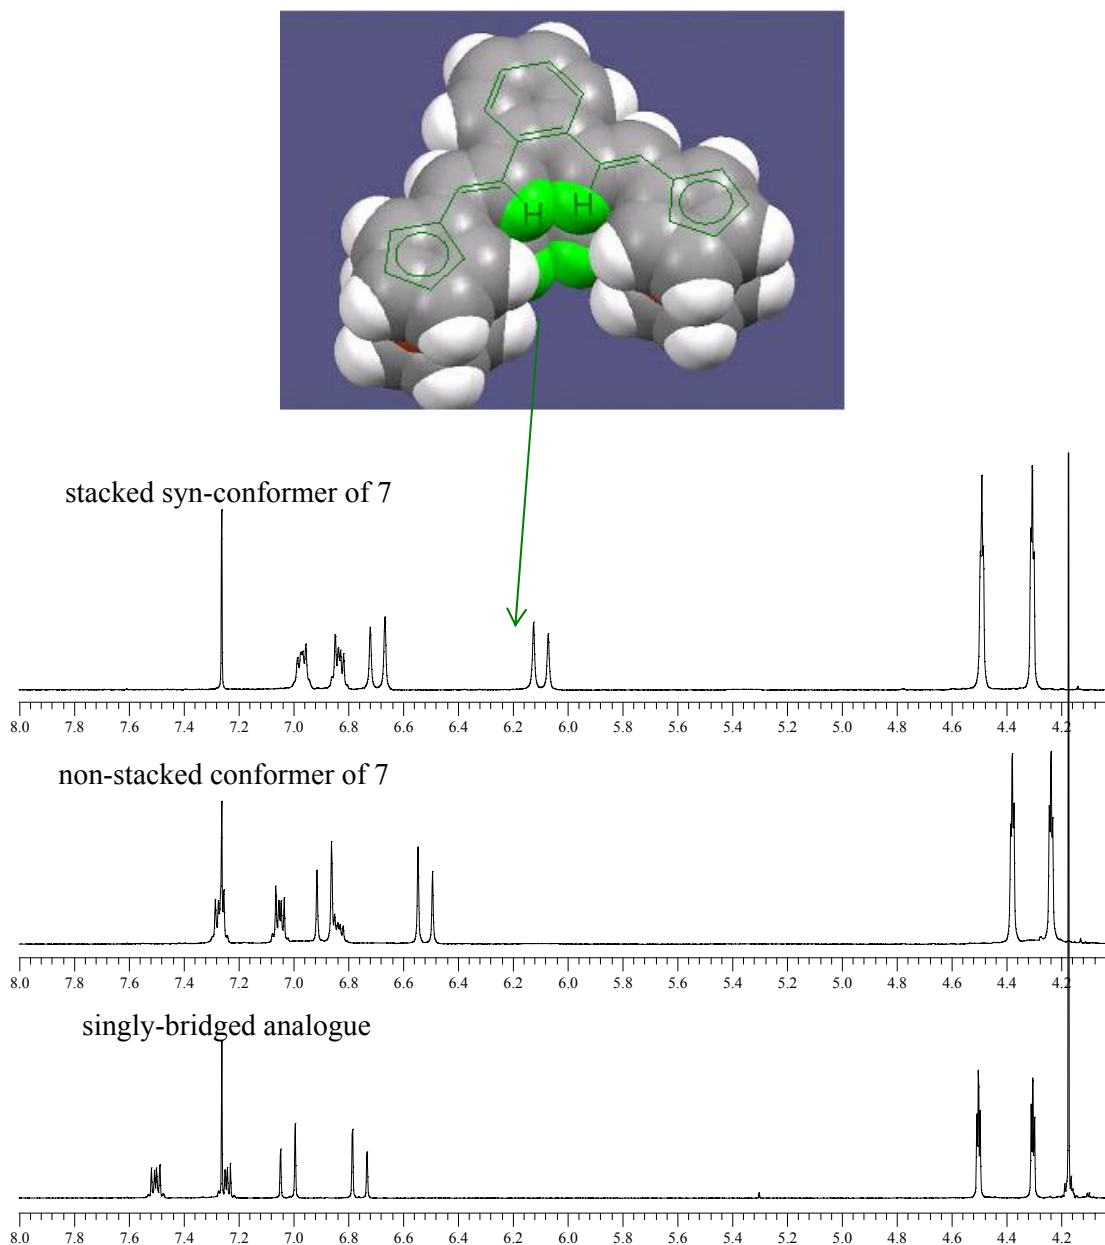 H H
stacked syn-conformer of 7
8.0 7.8 7.6 7.4 7.2 7.0 6.8 6.6 6.4 6.2 6.0 5.8 5.6 5.4 5.2 5.0 4.8 4.6 4.4 4.2
non-stacked conformer of 7
8.0 7.8 7.6 7.4 7.2 7.0 6.8 6.6 6.4 6.2 6.0 5.8 5.6 5.4 5.2 5.0 4.8 4.6 4.4 4.2
singly-bridged analogue
8.0 7.8 7.6 7.4 7.2 7.0 6.8 6.6 6.4 6.2 6.0 5.8 5.6 5.4 5.2 5.0 4.8 4.6 4.4 4.2